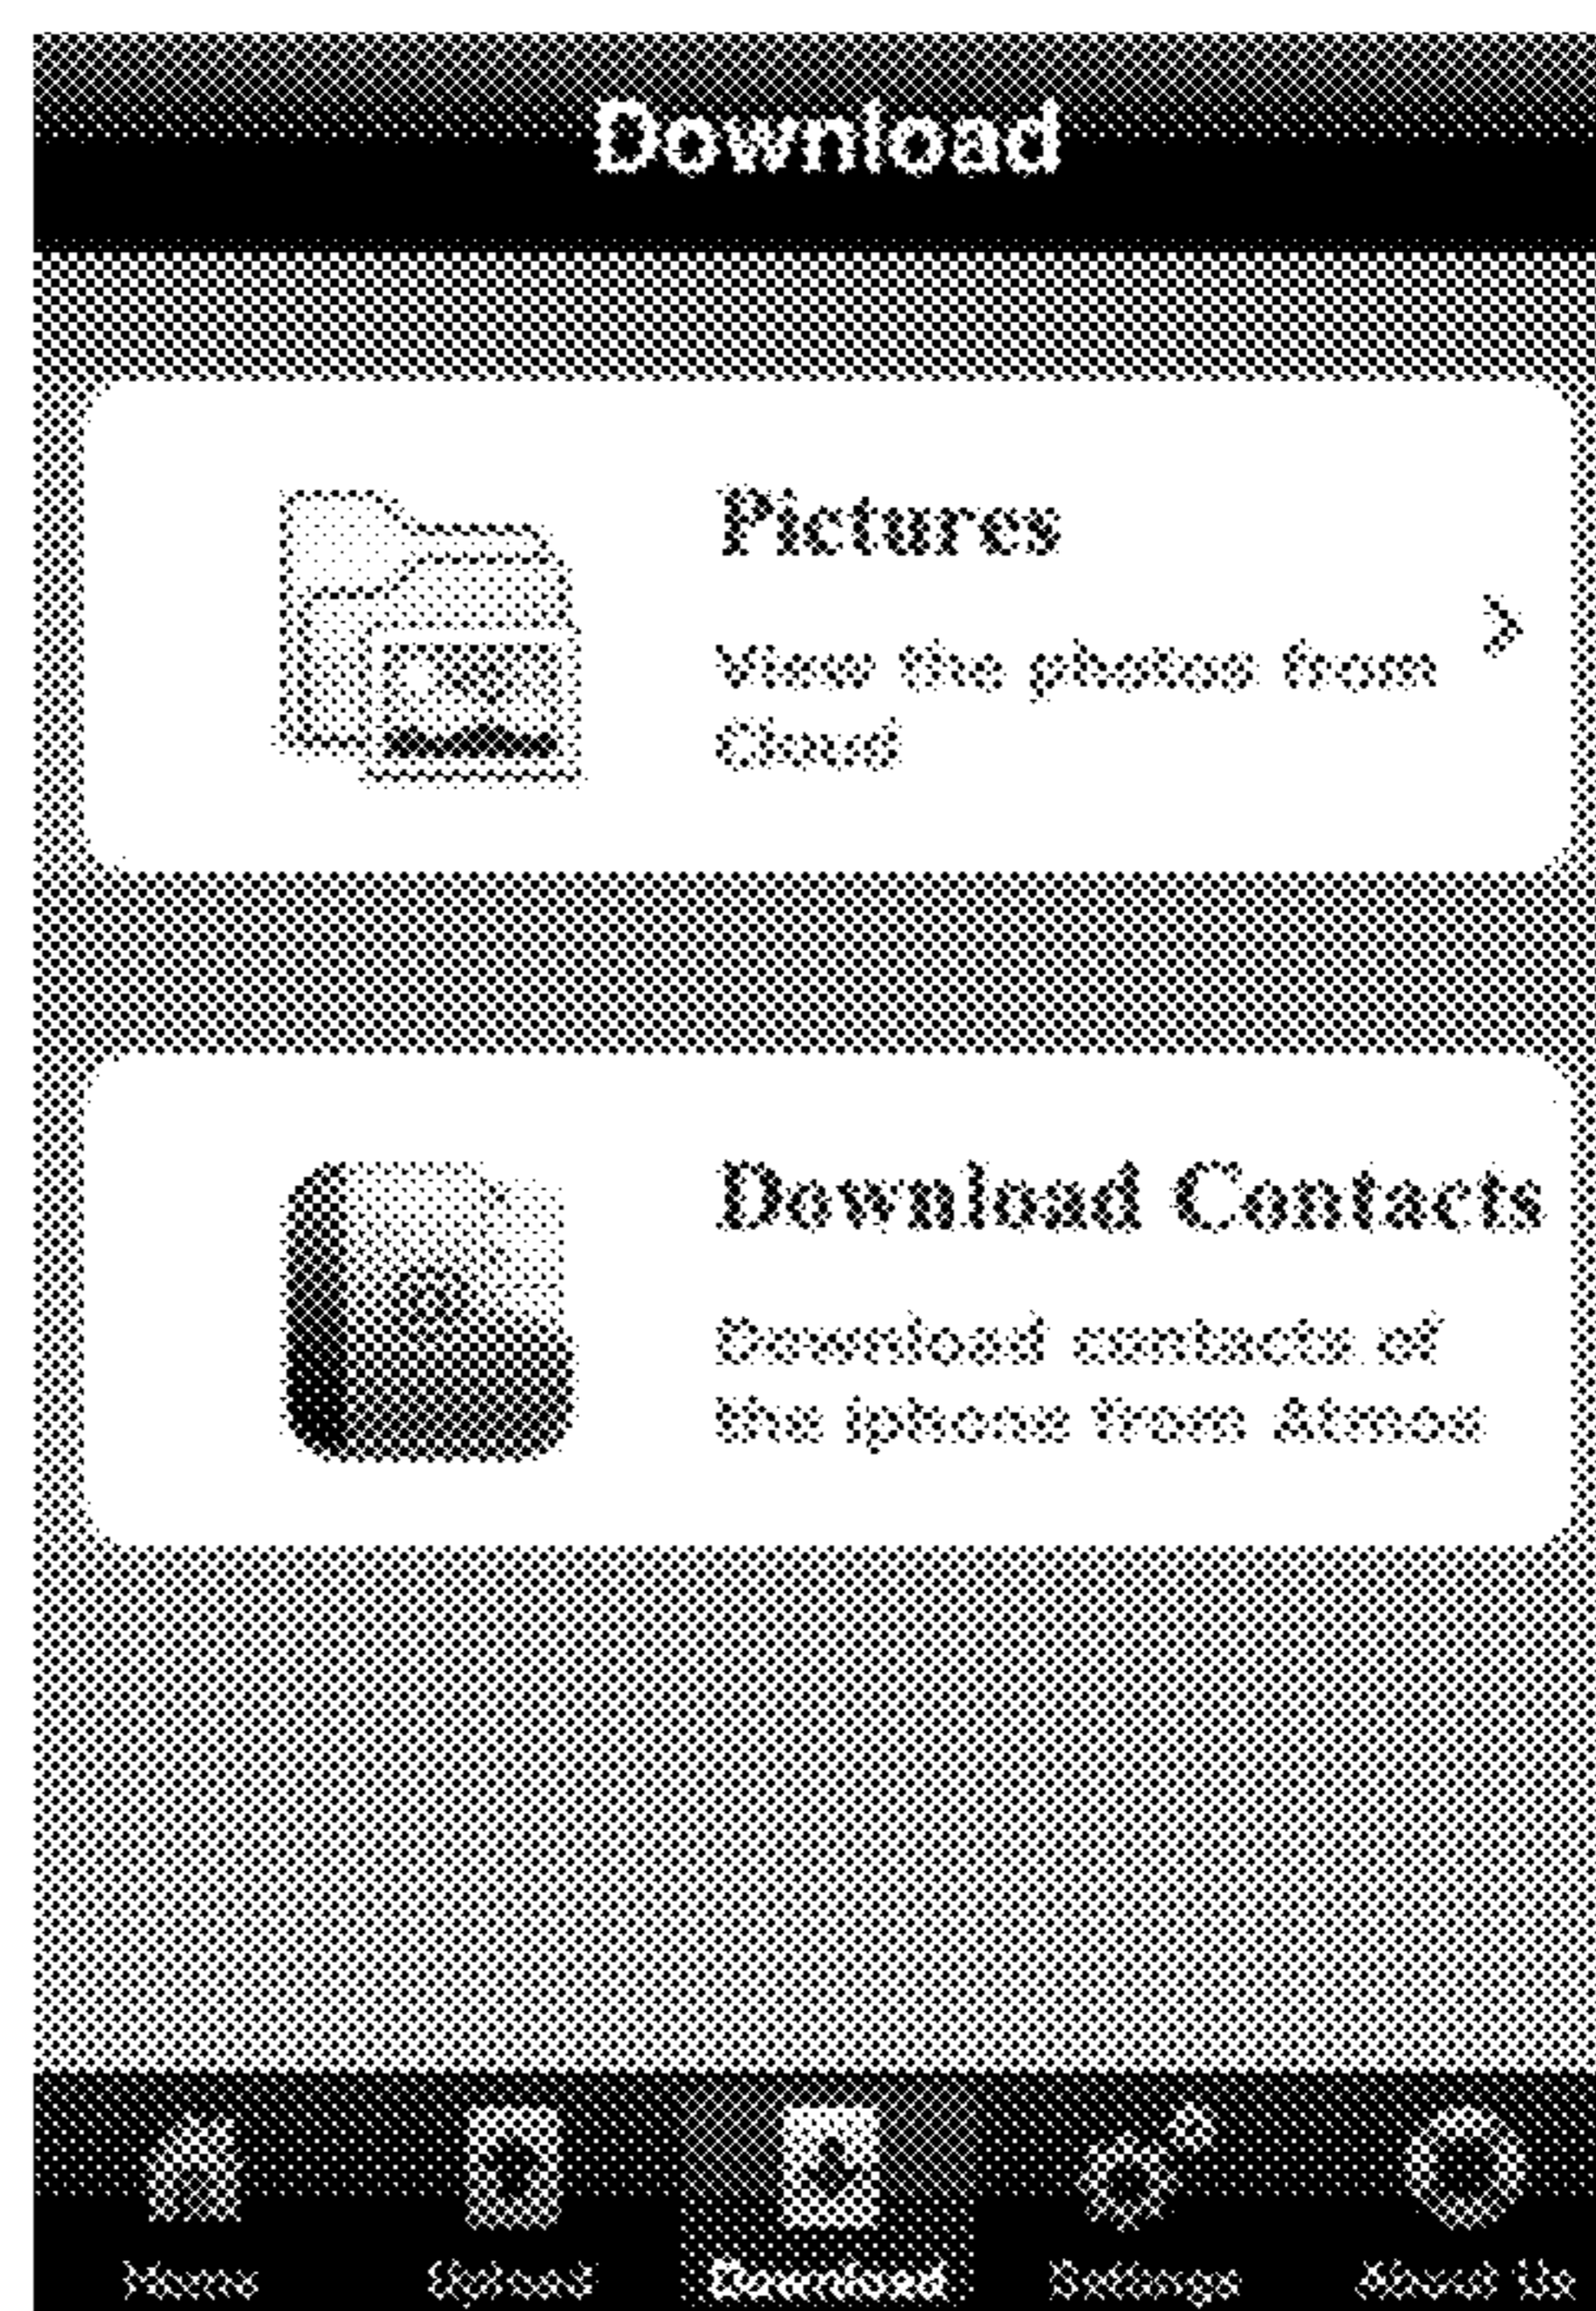 Download
Pictures
View the photos from
Cloud
Download Contacts
Download contacts of
the iphone from Atmos
Home
Upload
Download
Settings
About Us